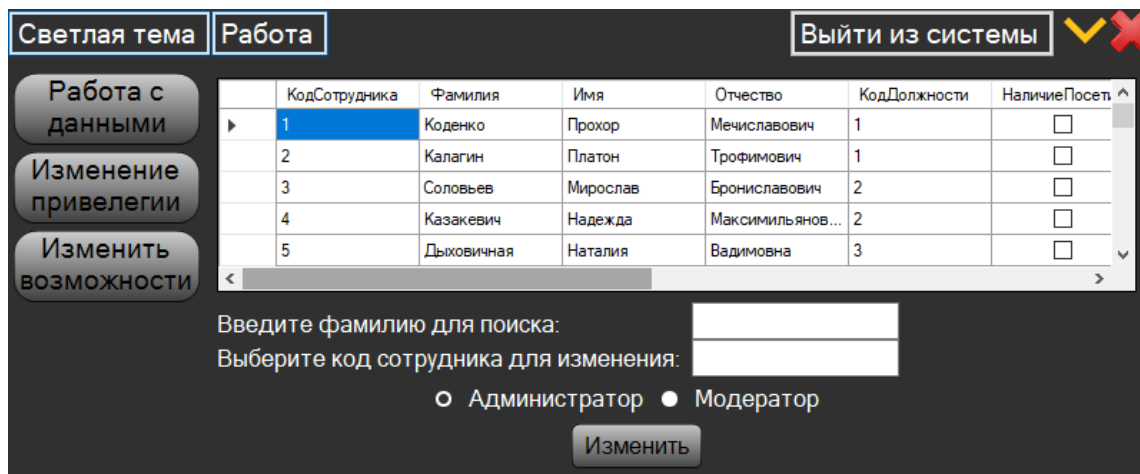 Светлая тема Работа Выйти из системы
Работа с
данными
Изменение
привелегии
Изменить
возможности
КодСотрудника Фамилия Имя Отчество КодДолжности НаличиеПосети
1 Коденко Прохор Мечиславович 1
2 Калагин Платон Трофимович 1
3 Соловьев Мирослав Брониславович 2
4 Казакевич Надежда Максимильянов... 2
5 Дыховичная Наталия Вадимовна 3
Введите фамилию для поиска:
Выберите код сотрудника для изменения:
Администратор Модератор
Изменить